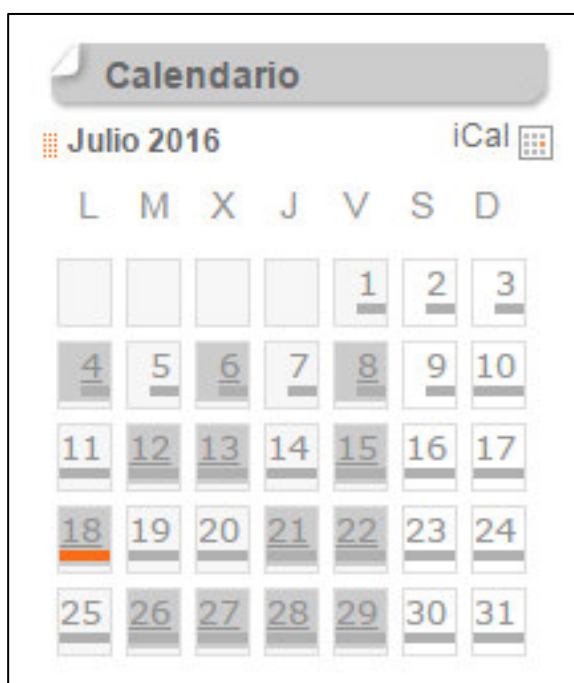 Calendario
Julio 2016 iCal
L M X J V S D
1 2 3
4 5 6 7 8 9 10
11 12 13 14 15 16 17
18 19 20 21 22 23 24
25 26 27 28 29 30 31